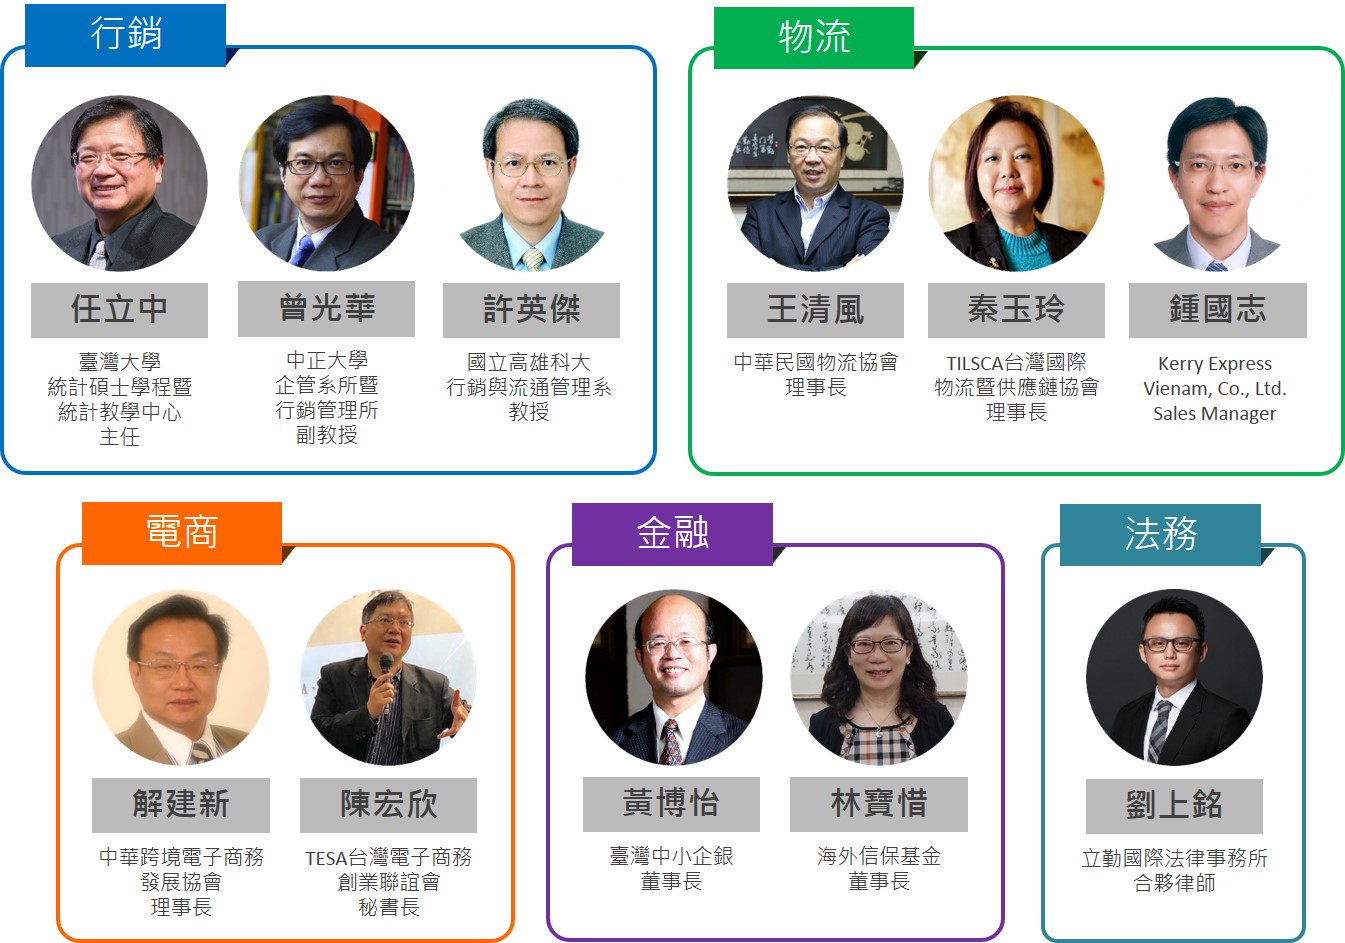 行銷
任立中
臺灣大學
統計碩士學程暨
統計教學中心
主任
曾光華
中正大學
企管系所暨
行銷管理所
副教授
許英傑
國立高雄科大
行銷與流通管理系
教授
物流
王清風
中華民國物流協會
理事長
秦玉玲
TILSCA台灣國際
物流暨供應鏈協會
理事長
鍾國志
Kerry Express
Vienam, Co., Ltd.
Sales Manager
電商
解建新
中華跨境電子商務
發展協會
理事長
陳宏欣
TESA台灣電子商務
創業聯誼會
秘書長
金融
黃博怡
臺灣中小企銀
董事長
林寶惜
海外信保基金
董事長
法務
劉上銘
立勤國際法律事務所
合夥律師